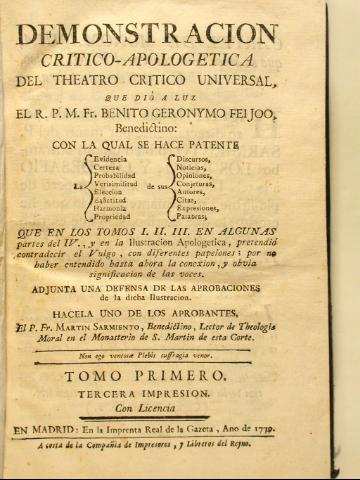 DEMONSTRACION
CRITICO-APOLOGETICA
DEL THEATRO CRITICO UNIVERSAL,
QUE DIÓ A LUZ
EL R. P. M. Fr. BENITO GERONYMO FEIJOO,
Benedictino:
CON LA QUAL SE HACE PATENTE
Evidencia Discursos,
Certeza Noticias,
Probabilidad Opiniones,
La Verisimilitud de sus Conjeturas,
Eleccion Autores,
Exactitud Citas,
Harmonia Expresiones,
Propriedad Palabras,
QUE EN LOS TOMOS I. II. III. EN ALGUNAS
partes del IV., y en la Ilustracion Apologetica, pretendió
contradecir el Vulgo, con diferentes papelones: por no
haber entendido hasta ahora la conexion, y obvia
significacion de las voces.
ADJUNTA UNA DEFENSA DE LAS APROBACIONES
de la dicha Ilustracion.
HACELA UNO DE LOS APROBANTES,
El P. Fr. MARTIN SARMIENTO, Benedictino, Lector de Theologia
Moral en el Monasterio de S. Martin de esta Corte.
Non ego ventosæ Plebis suffragia venor.
TOMO PRIMERO.
TERCERA IMPRESION.
Con Licencia
EN MADRID: En la Imprenta Real de la Gazeta, Ano de 1739.
A costa de la Compañia de Impresores, y Libreros del Reyno.